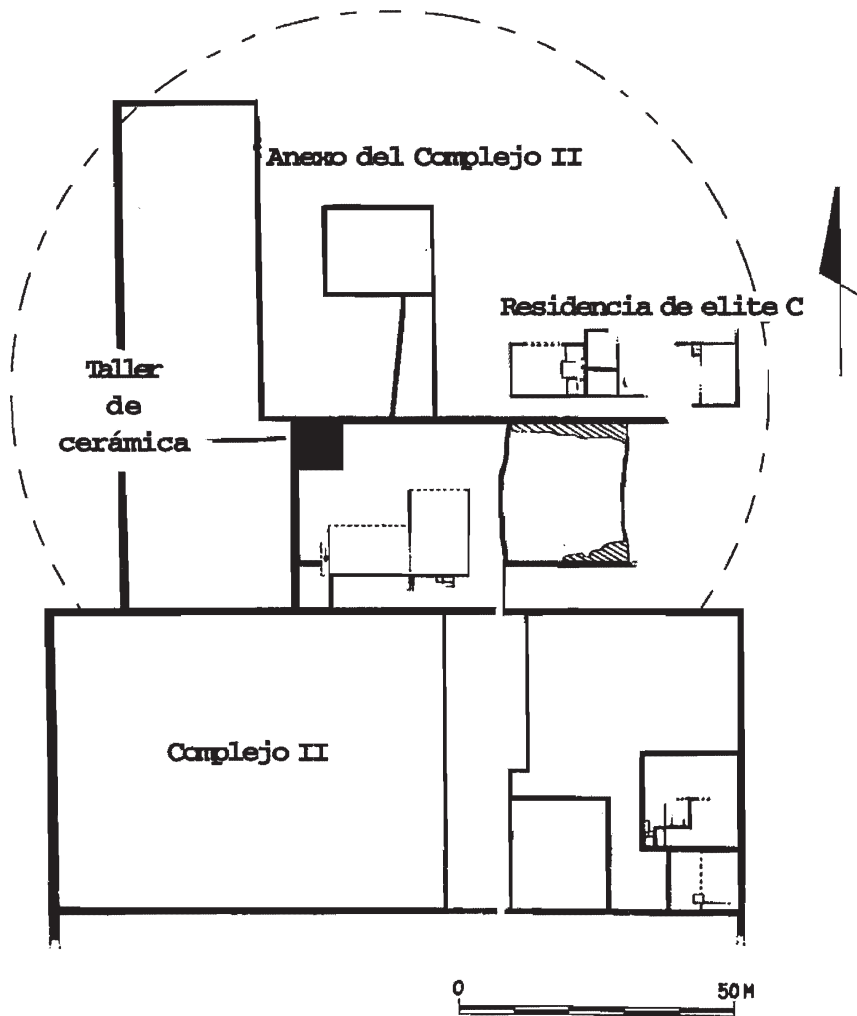 Anexo del Complejo II
Residencia de elite C
Taller
de
cerámica
Complejo II
0 50 M